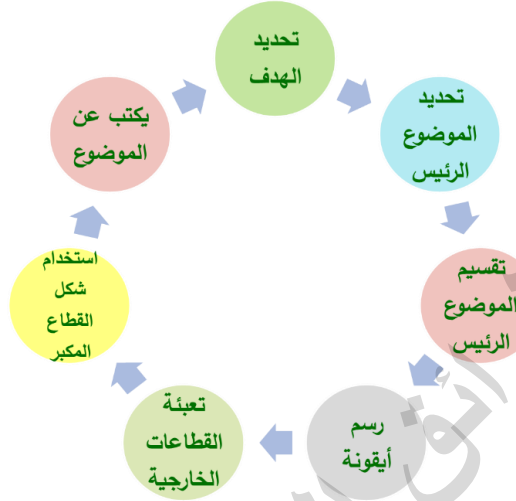 تحديد
الهدف
تحديد
الموضوع
الرئيس
تقسيم
الموضوع
الرئيس
رسم
أيقونة
تعبئة
القطاعات
الخارجية
استخدام
شكل
القطاع
المكبر
يكتب عن
الموضوع